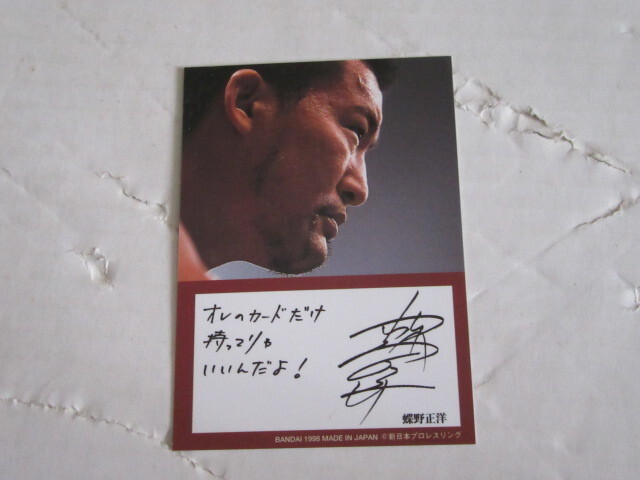 オレのカードだけ
持ってりゃ
いいんだよ!
蝶野正洋
BANDAI 1998 MADE IN JAPAN ©新日本プロレスリング